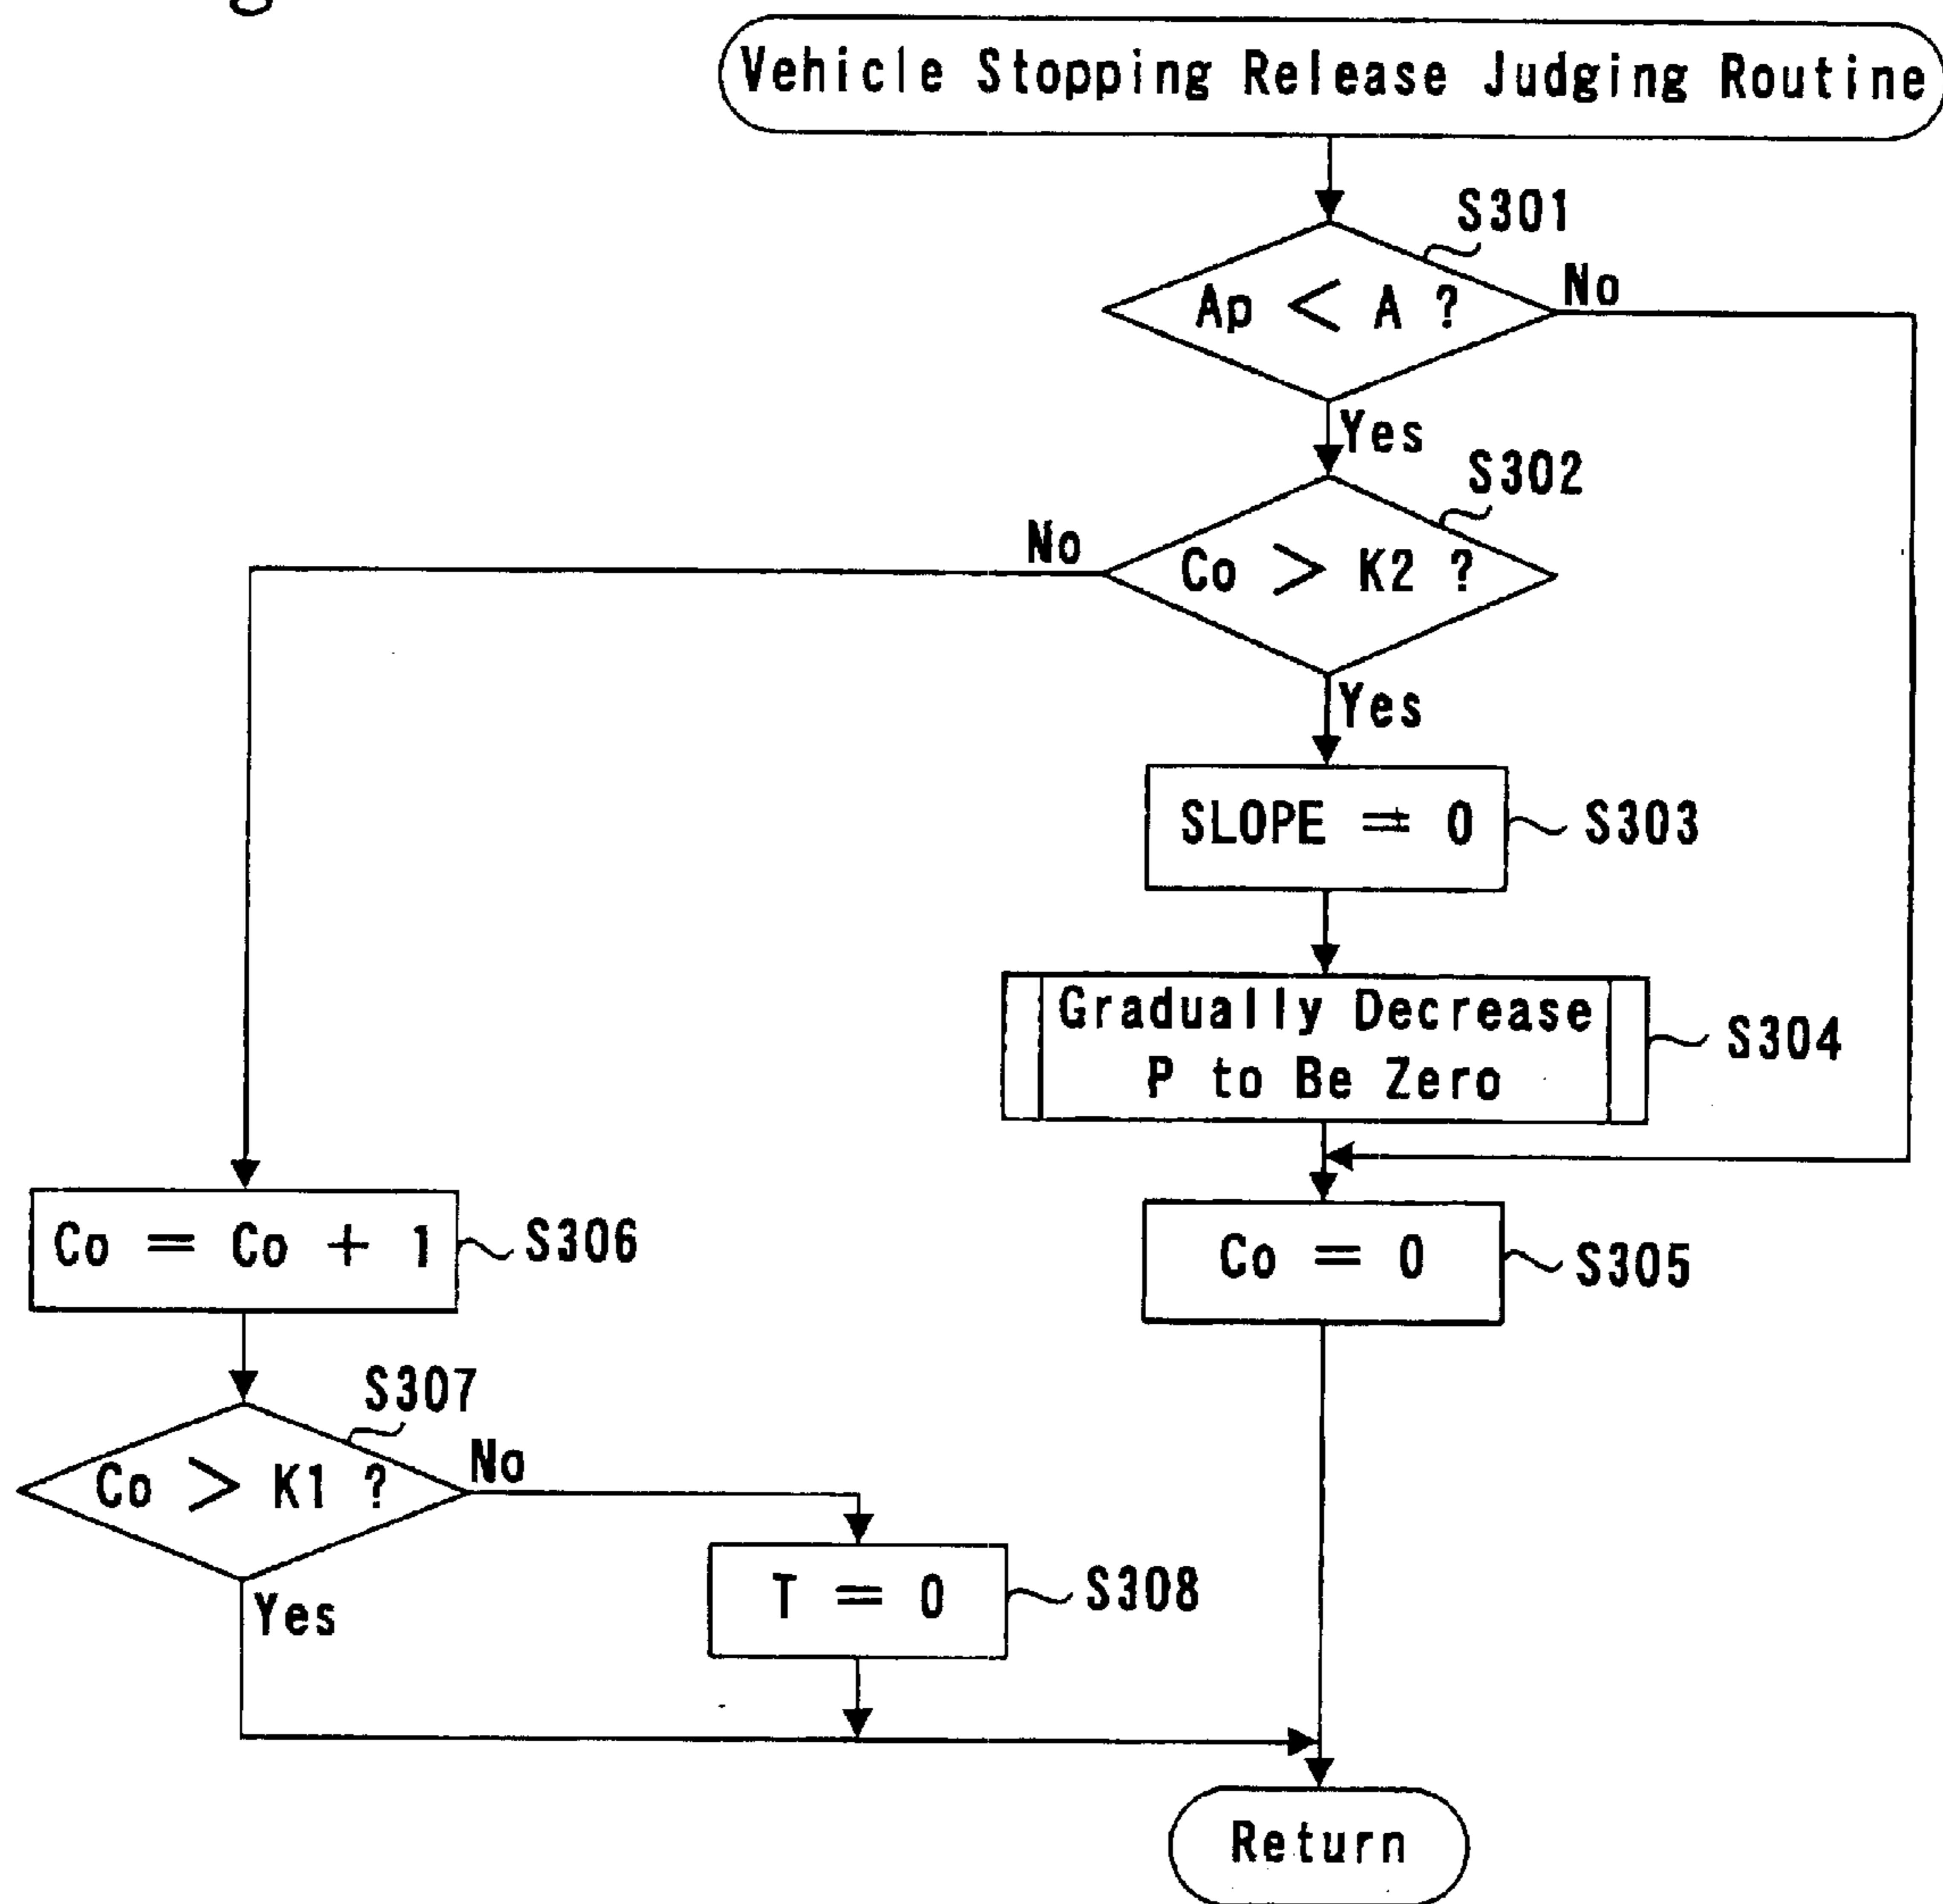 Vehicle Stopping Release Judging Routine
S301
Ap < A ?
No
Yes
S302
No
Co > K2 ?
Yes
SLOPE = 0
S303
Gradually Decrease
P to Be Zero
S304
Co = Co + 1
S306
Co = 0
S305
S307
Co > K1 ?
No
Yes
T = 0
S308
Return